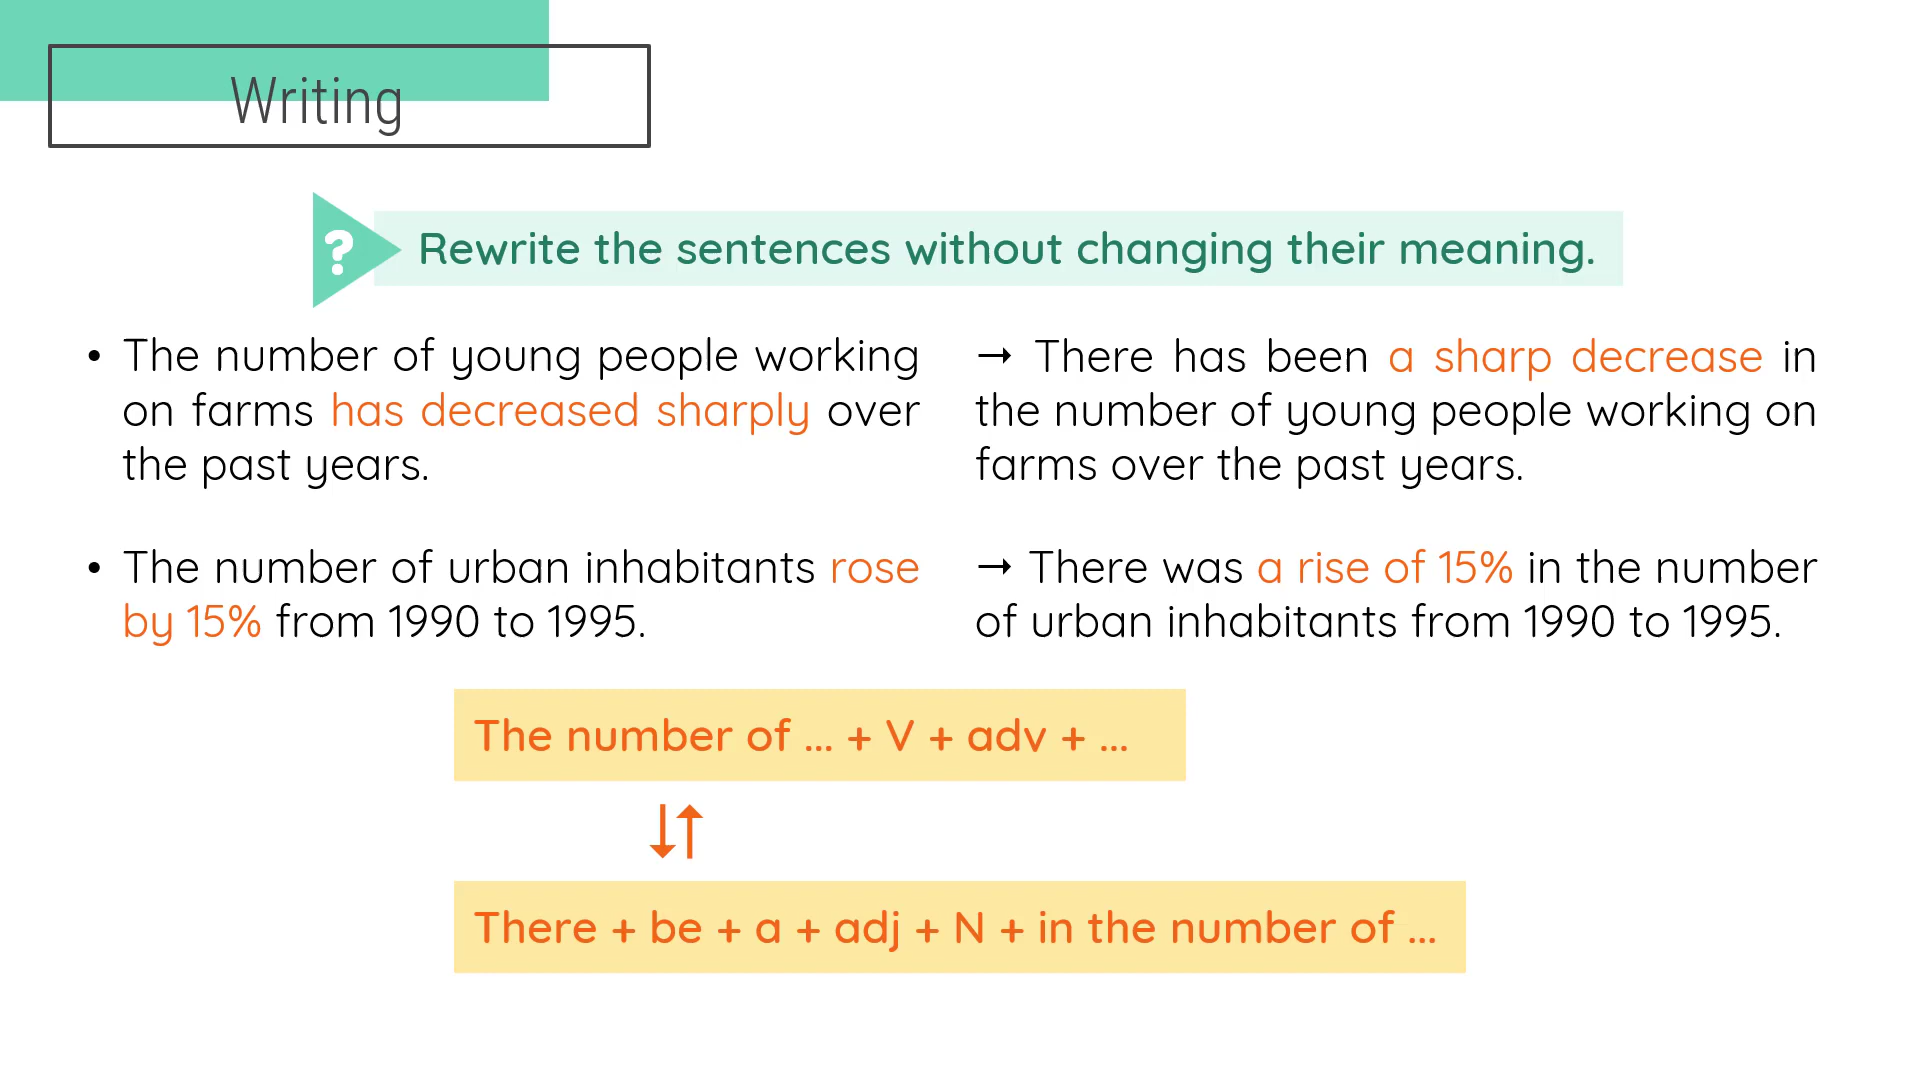 Writing
? Rewrite the sentences without changing their meaning.
• The number of young people working
on farms has decreased sharply over
the past years.
→ There has been a sharp decrease in
the number of young people working on
farms over the past years.
• The number of urban inhabitants rose
by 15% from 1990 to 1995.
→ There was a rise of 15% in the number
of urban inhabitants from 1990 to 1995.
The number of ... + V + adv + ...
There + be + a + adj + N + in the number of ...